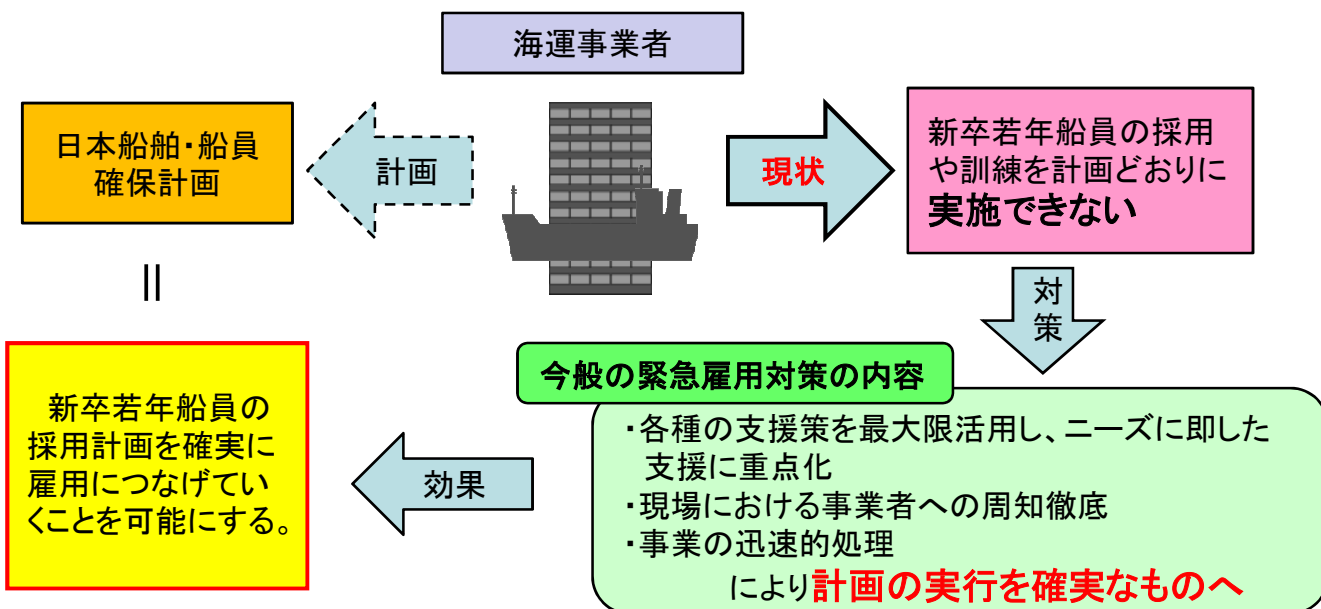 海運事業者
日本船舶・船員
確保計画
計画
現状
新卒若年船員の採用
や訓練を計画どおりに
実施できない
||
対
策
今般の緊急雇用対策の内容
・各種の支援策を最大限活用し、ニーズに即した
支援に重点化
・現場における事業者への周知徹底
・事業の迅速的処理
により計画の実行を確実なものへ
効果
新卒若年船員の
採用計画を確実に
雇用につなげてい
くことを可能にする。